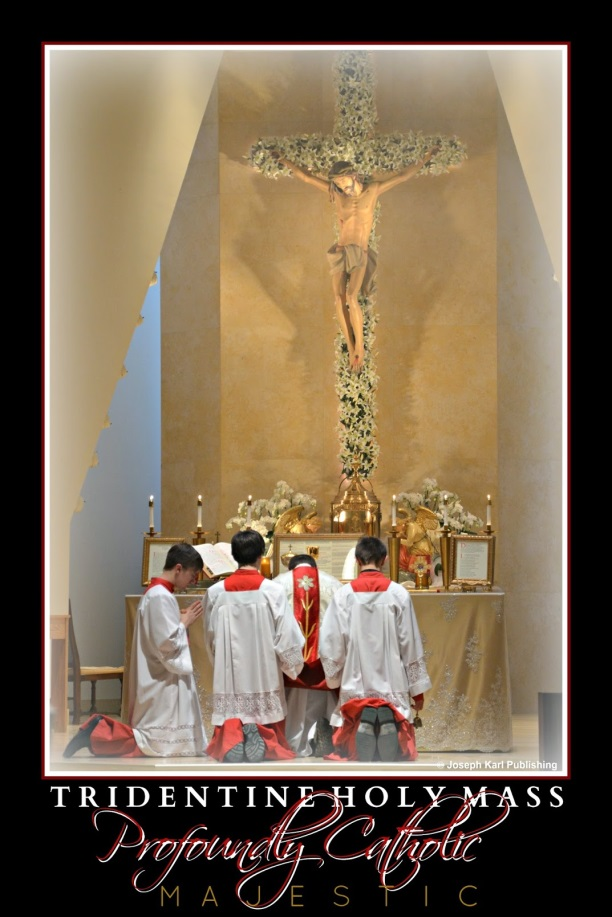 © Joseph Karl Publishing
TRIDENTINE HOLY MASS
Profoundly Catholic
MAJESTIC